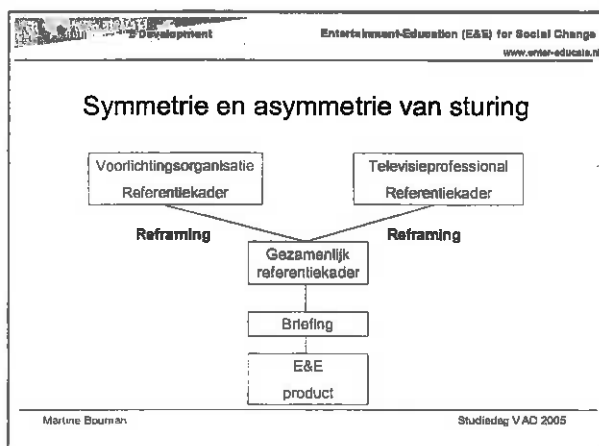 & Development
Entertainment-Education (E&E) for Social Change
www.enter-educate.nl
Symmetrie en asymmetrie van sturing
Voorlichtingsorganisatie
Referentiekader
Televisieprofessional
Referentiekader
Reframing
Reframing
Gezamenlijk
referentiekader
Briefing
E&E
product
Martine Bouman
Studiedag VAO 2005